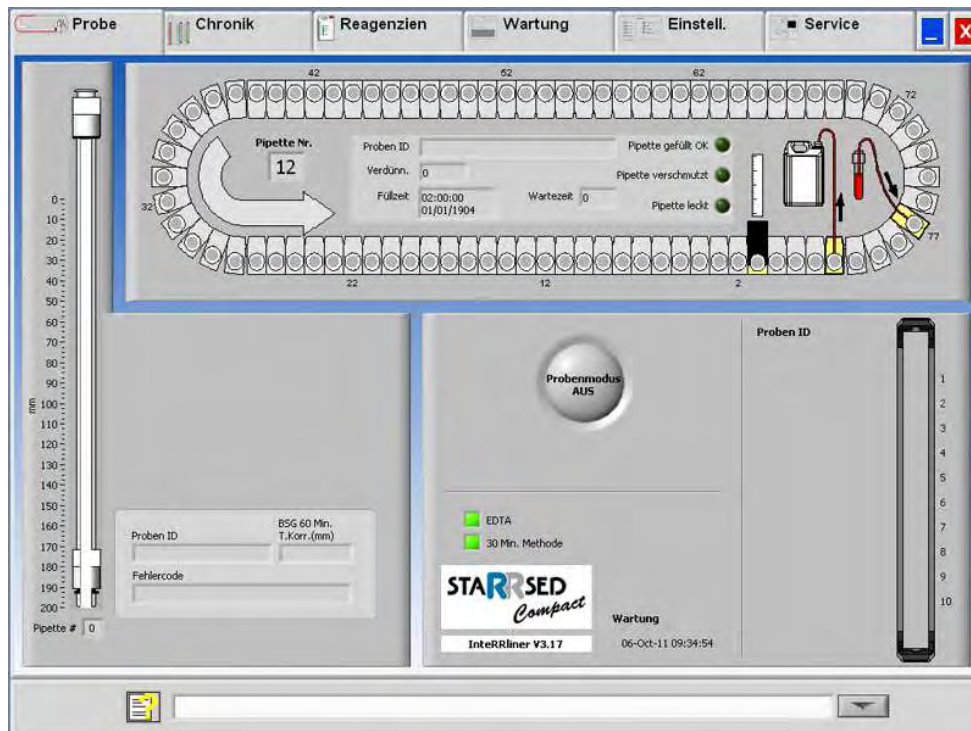 Probe
Chronik
Reagenzien
Wartung
Einstell.
Service
X
42
52
62
72
32
77
22
12
2
Pipette Nr.
12
Proben ID
Verdünn.
0
Füllzeit
02:00:00
01/01/1904
Wartezeit
0
Pipette gefüllt OK
Pipette verschmutzt
Pipette leckt
0
10
20
30
40
50
60
70
80
90
100
110
120
130
140
150
160
170
180
190
200
mm
Pipette #
0
Proben ID
BSG 60 Min.
T.Korr.(mm)
Fehlercode
Probenmodus
AUS
EDTA
30 Min. Methode
STARRSED
Compact
InteRRliner V3.17
Wartung
06-Oct-11 09:34:54
Proben ID
1
2
3
4
5
6
7
8
9
10
?